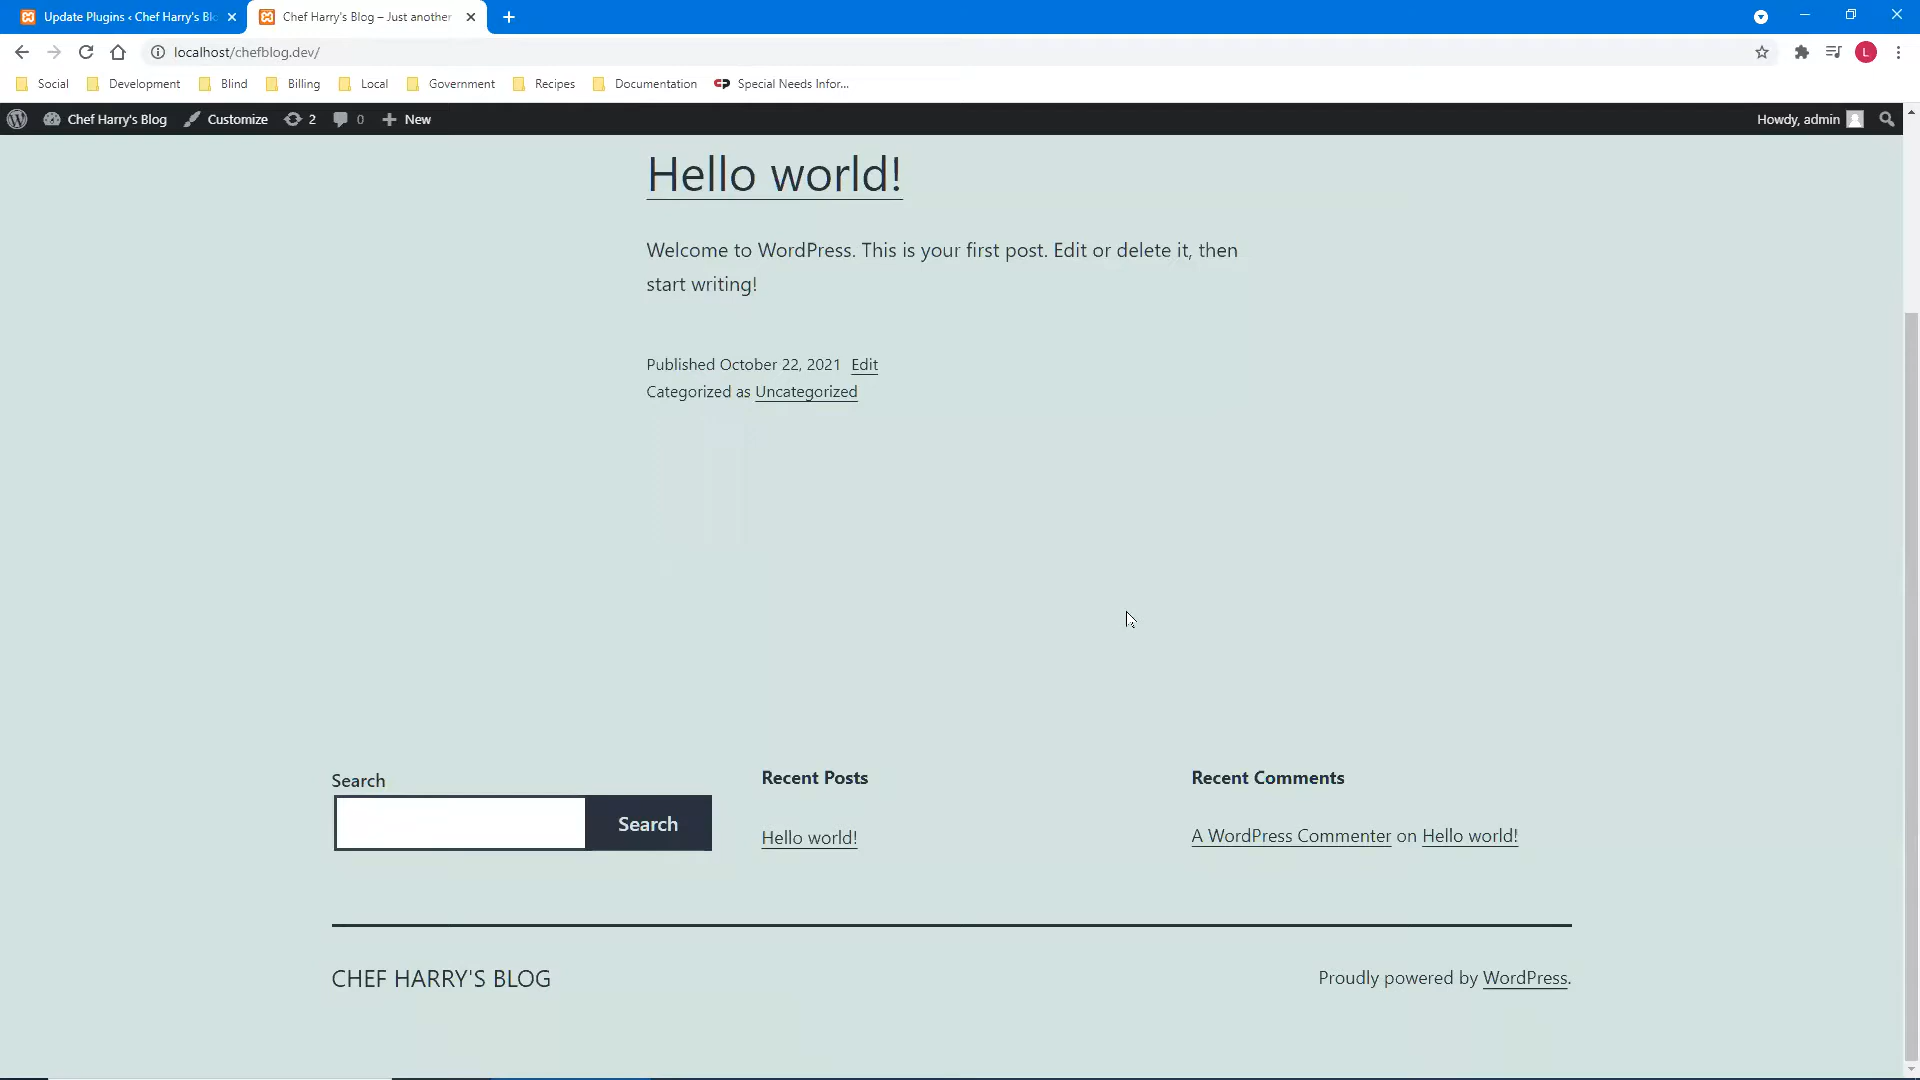 Update Plugins ‹ Chef Harry's Blo
Chef Harry's Blog – Just another
localhost/chefblog.dev/
L
Social
Development
Blind
Billing
Local
Government
Recipes
Documentation
Special Needs Infor...
Chef Harry's Blog
Customize
2
0
New
Howdy, admin
Hello world!
Welcome to WordPress. This is your first post. Edit or delete it, then
start writing!
Published October 22, 2021 Edit
Categorized as Uncategorized
Search
Search
Recent Posts
Hello world!
Recent Comments
A WordPress Commenter on Hello world!
CHEF HARRY'S BLOG
Proudly powered by WordPress.